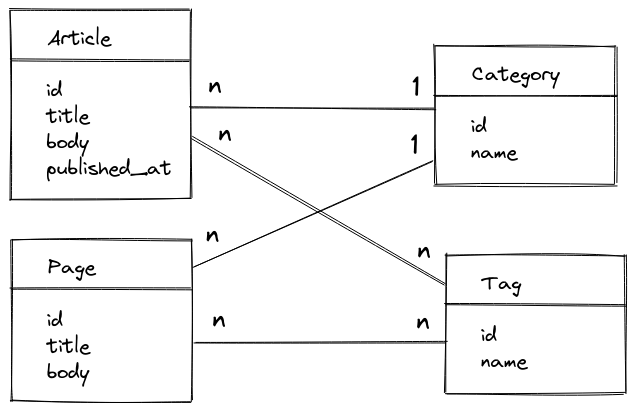 Article
id
title
body
published_at
n
1
Category
id
name
n
1
n
Page
id
title
body
n
n
n
Tag
id
name